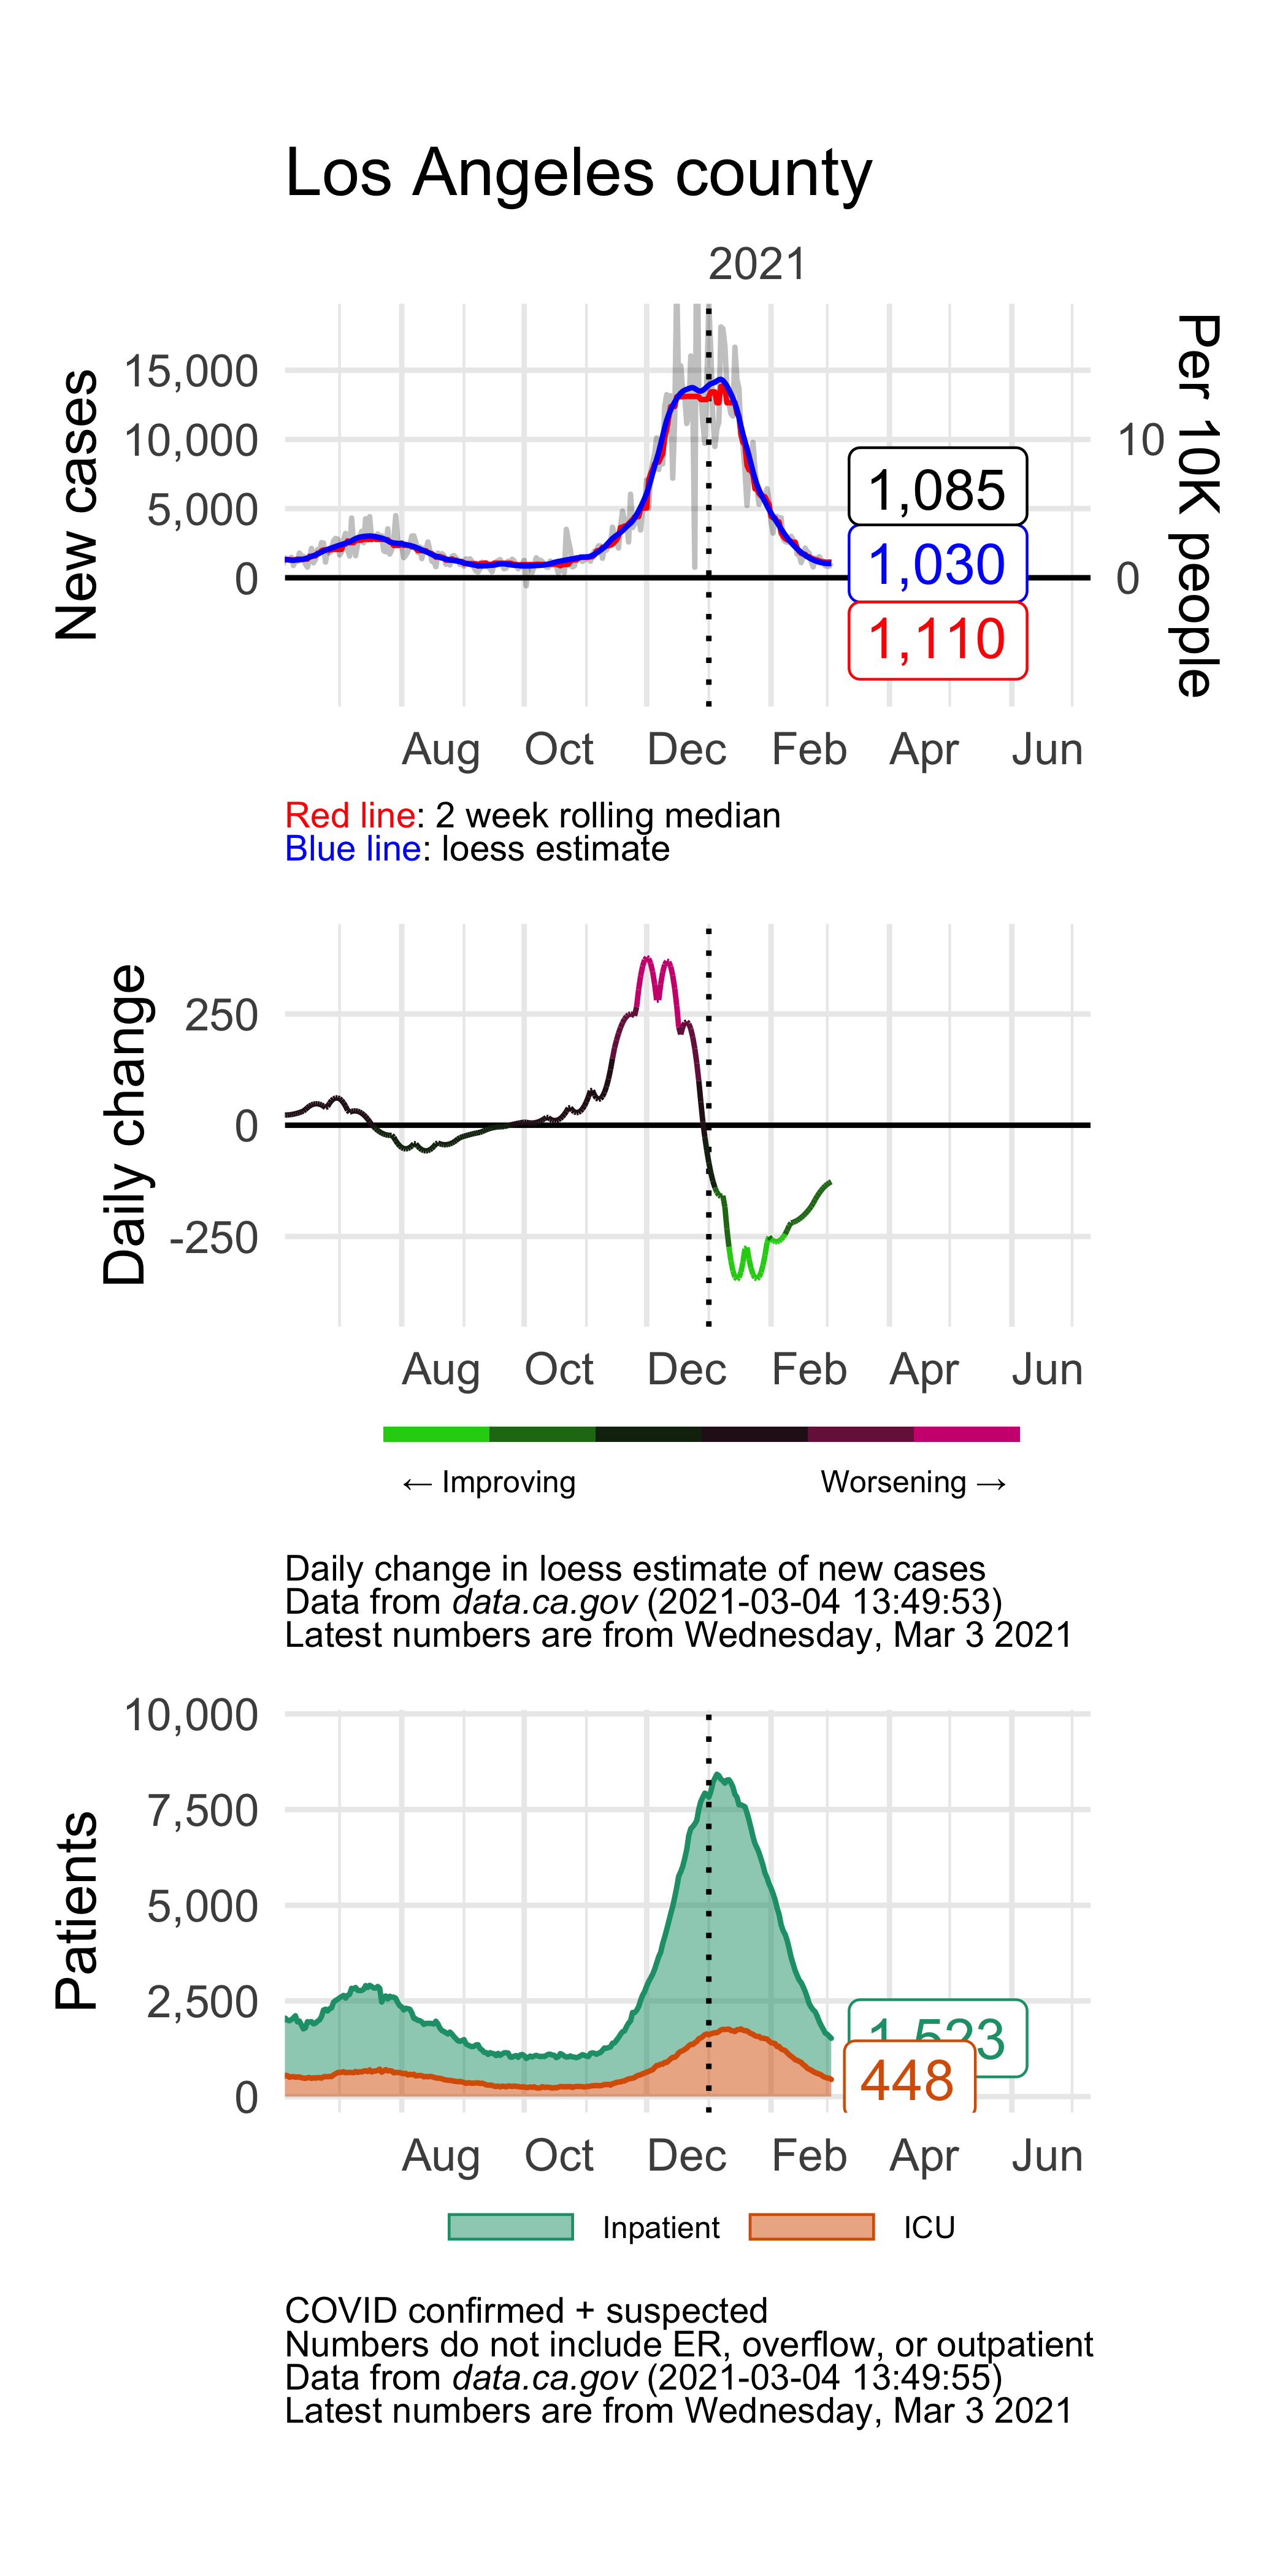 Los Angeles county
2021
New cases
15,000
10,000
5,000
0
10
0
Per 10K people
1,085
1,030
1,110
Aug Oct Dec Feb Apr Jun
Red line: 2 week rolling median
Blue line: loess estimate
Daily change
250
0
-250
Aug Oct Dec Feb Apr Jun
← Improving Worsening →
Daily change in loess estimate of new cases
Data from data.ca.gov (2021-03-04 13:49:53)
Latest numbers are from Wednesday, Mar 3 2021
Patients
10,000
7,500
5,000
2,500
0
1,523
448
Aug Oct Dec Feb Apr Jun
Inpatient ICU
COVID confirmed + suspected
Numbers do not include ER, overflow, or outpatient
Data from data.ca.gov (2021-03-04 13:49:55)
Latest numbers are from Wednesday, Mar 3 2021